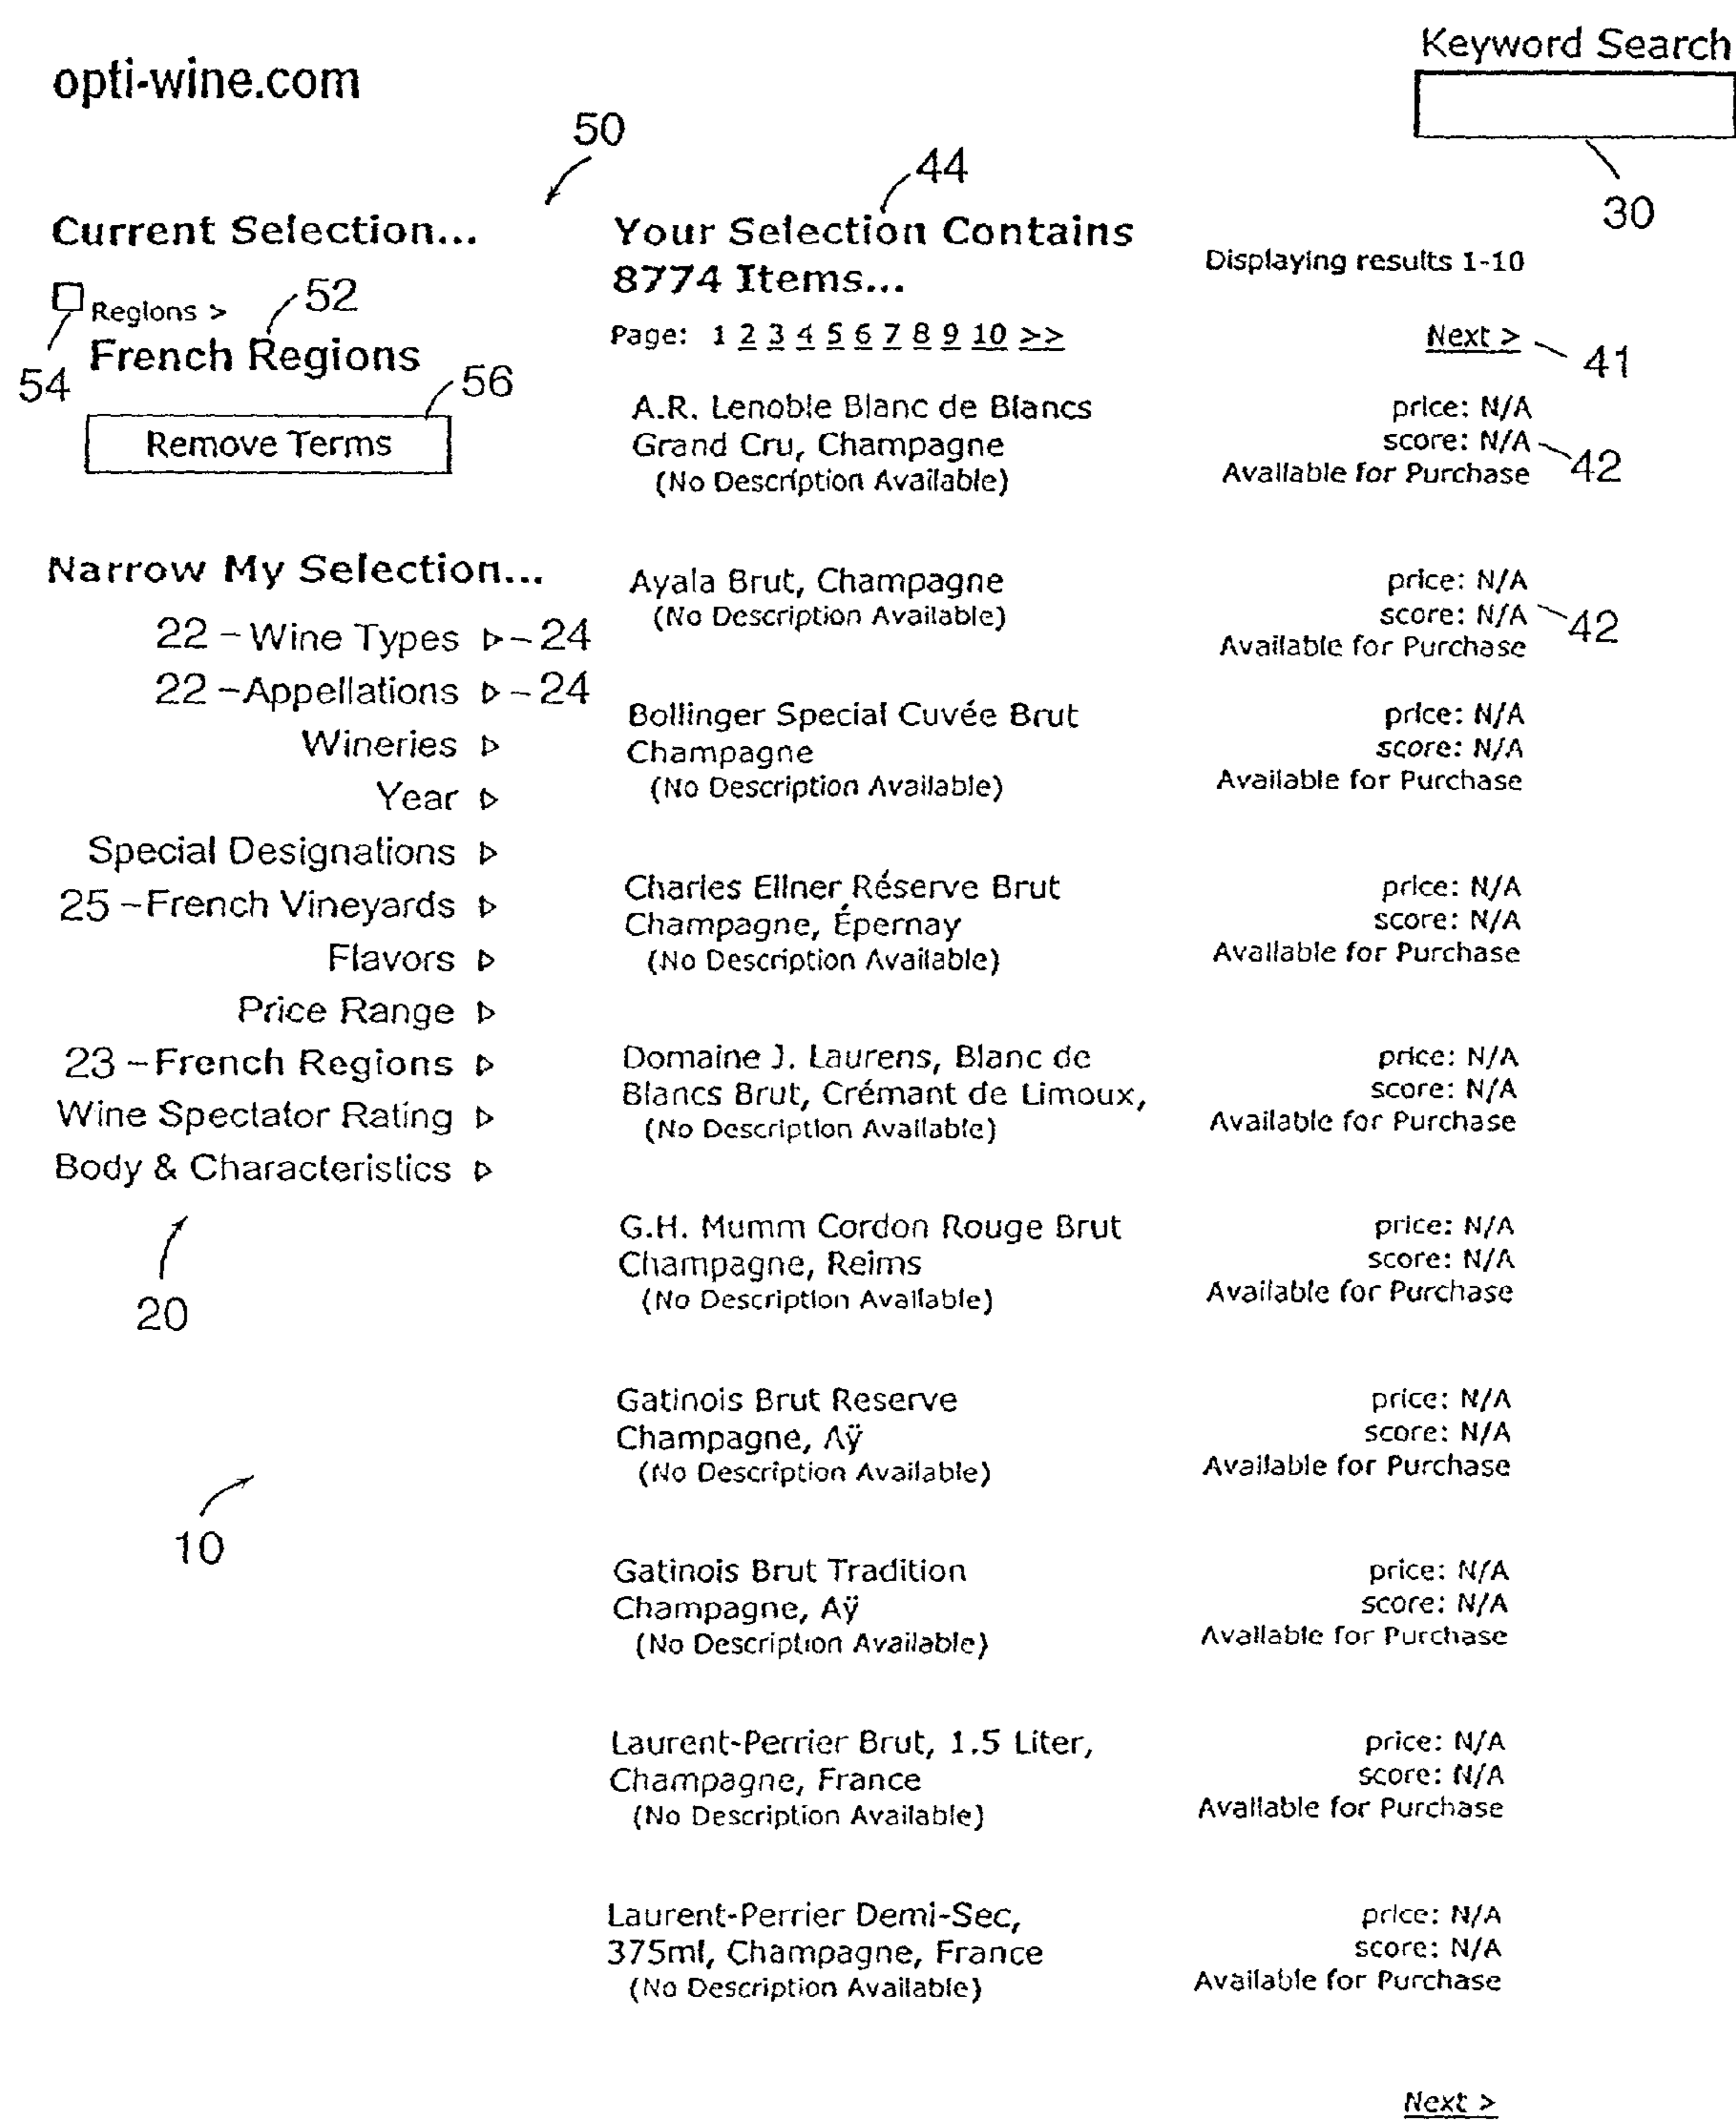 opti-wine.com
Keyword Search
30
50
Current Selection...
54
Regions >
52
French Regions
56
Remove Terms
Narrow My Selection...
22 Wine Types ▷ 24
22 Appellations ▷ 24
Wineries ▷
Year ▷
Special Designations ▷
25 French Vineyards ▷
Flavors ▷
Price Range ▷
23 French Regions ▷
Wine Spectator Rating ▷
Body & Characteristics ▷
20
10
44
Your Selection Contains
8774 Items...
Displaying results 1-10
Page: 1 2 3 4 5 6 7 8 9 10 >>
Next >
41
A.R. Lenoble Blanc de Blancs
Grand Cru, Champagne
(No Description Available)
price: N/A
score: N/A
42
Available for Purchase
Ayala Brut, Champagne
(No Description Available)
price: N/A
score: N/A
42
Available for Purchase
Bollinger Special Cuvée Brut
Champagne
(No Description Available)
price: N/A
score: N/A
Available for Purchase
Charles Ellner Réserve Brut
Champagne, Épernay
(No Description Available)
price: N/A
score: N/A
Available for Purchase
Domaine J. Laurens, Blanc de
Blancs Brut, Crémant de Limoux,
(No Description Available)
price: N/A
score: N/A
Available for Purchase
G.H. Mumm Cordon Rouge Brut
Champagne, Reims
(No Description Available)
price: N/A
score: N/A
Available for Purchase
Gatinois Brut Reserve
Champagne, Aÿ
(No Description Available)
price: N/A
score: N/A
Available for Purchase
Gatinois Brut Tradition
Champagne, Aÿ
(No Description Available)
price: N/A
score: N/A
Available for Purchase
Laurent-Perrier Brut, 1.5 Liter,
Champagne, France
(No Description Available)
price: N/A
score: N/A
Available for Purchase
Laurent-Perrier Demi-Sec,
375ml, Champagne, France
(No Description Available)
price: N/A
score: N/A
Available for Purchase
Next >